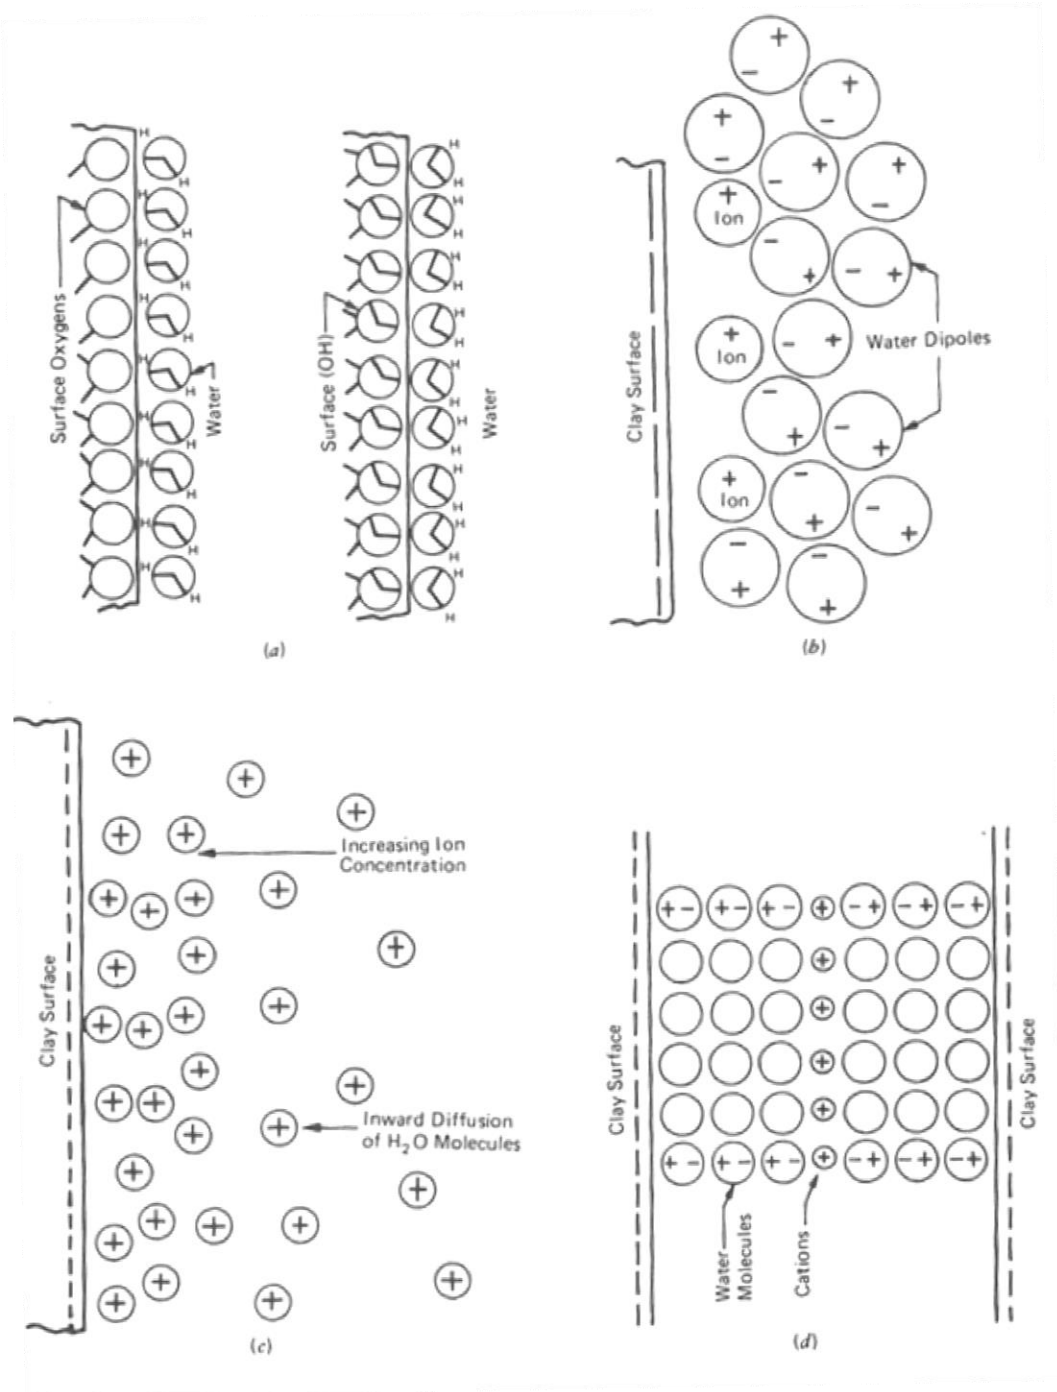 Surface Oxygens
Water
(a)
Surface (OH)
Water
Clay Surface
Ion
Ion
Ion
Water Dipoles
(b)
Clay Surface
Increasing Ion
Concentration
Inward Diffusion
of H₂O Molecules
(c)
Clay Surface
Water
Molecules
Cations
Clay Surface
(d)